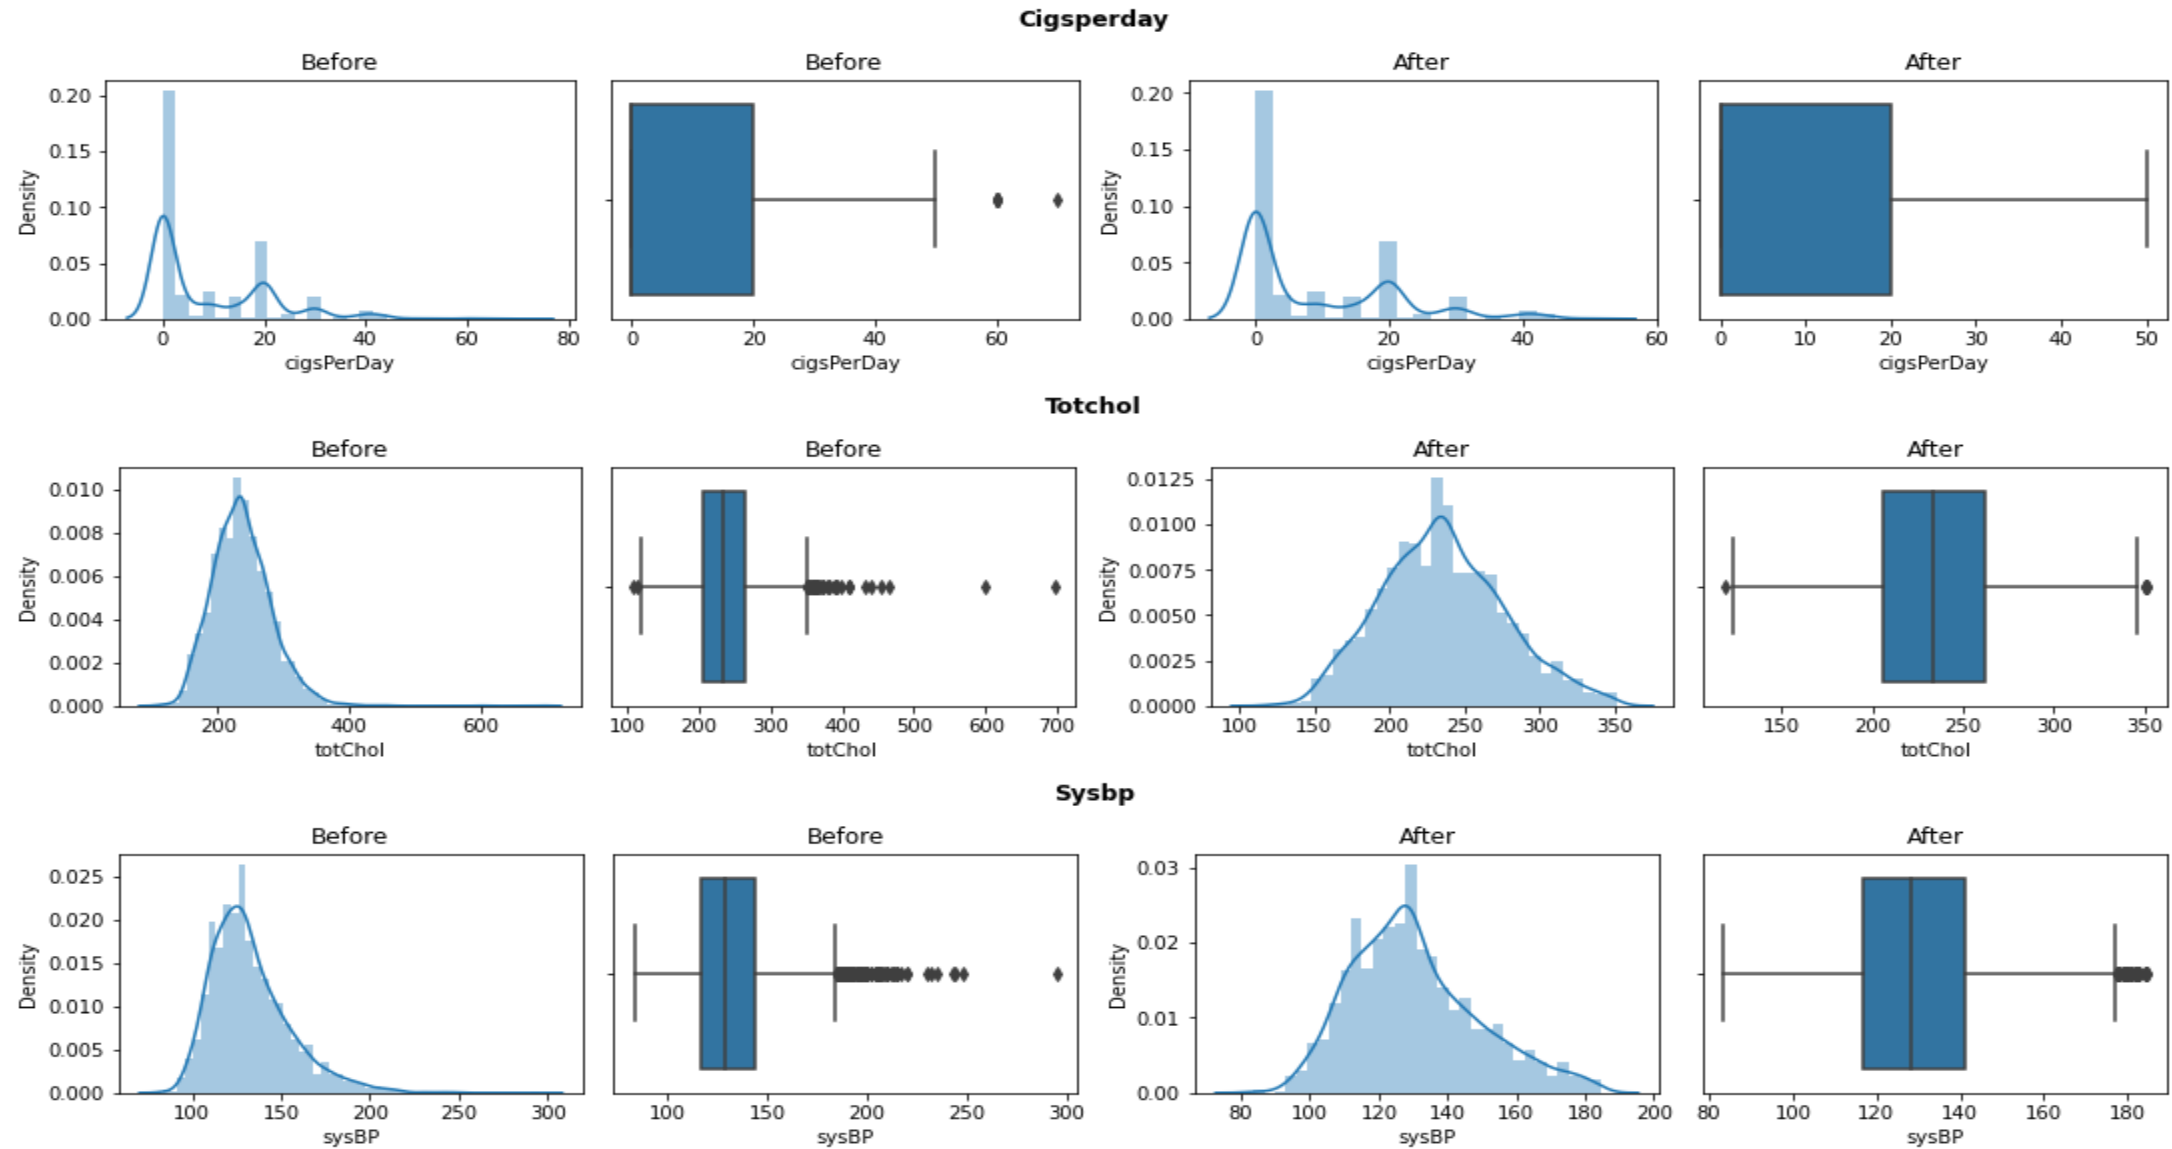 Cigsperday
Before
Before
After
After
Density
0.20
0.15
0.10
0.05
0.00
0 20 40 60 80
cigsPerDay
0 20 40 60
cigsPerDay
Density
0.20
0.15
0.10
0.05
0.00
0 20 40 60
cigsPerDay
0 10 20 30 40 50
cigsPerDay
Totchol
Before
Before
After
After
Density
0.010
0.008
0.006
0.004
0.002
0.000
200 400 600
totChol
100 200 300 400 500 600 700
totChol
Density
0.0125
0.0100
0.0075
0.0050
0.0025
0.0000
100 150 200 250 300 350
totChol
150 200 250 300 350
totChol
Sysbp
Before
Before
After
After
Density
0.025
0.020
0.015
0.010
0.005
0.000
100 150 200 250 300
sysBP
100 150 200 250 300
sysBP
Density
0.03
0.02
0.01
0.00
80 100 120 140 160 180 200
sysBP
80 100 120 140 160 180
sysBP